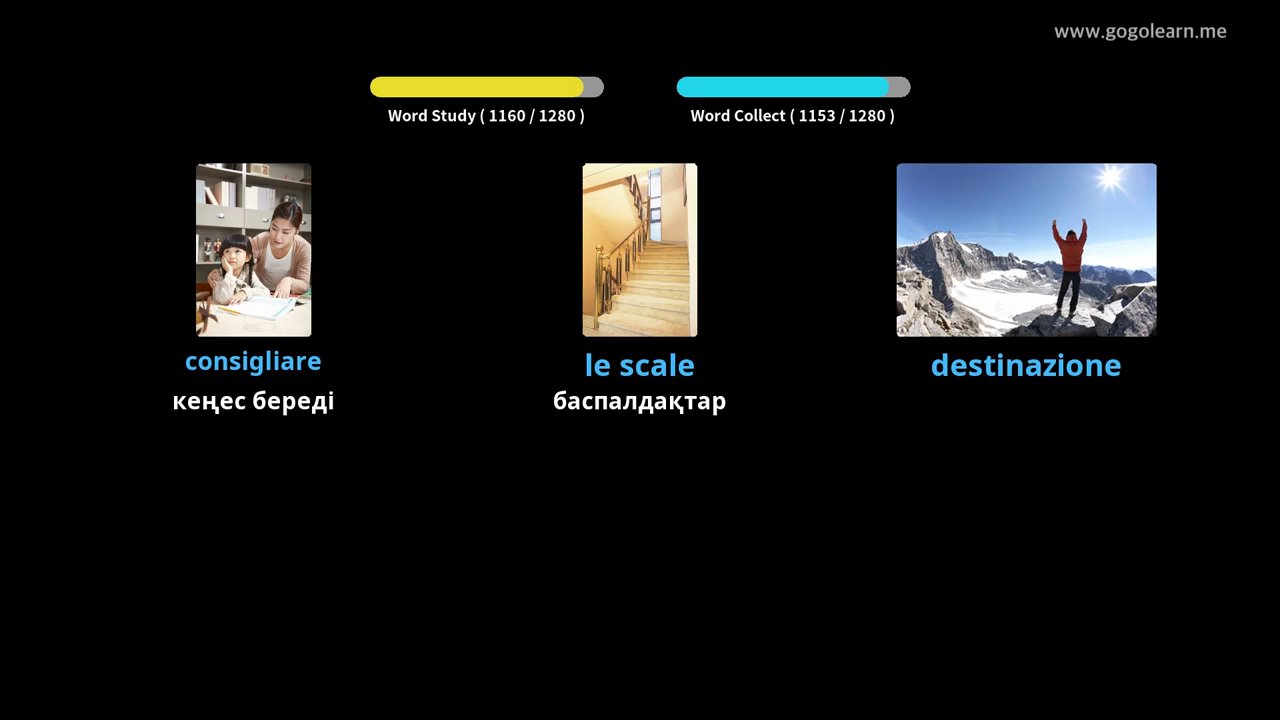 www.gogolearn.me
Word Study ( 1160 / 1280 )
Word Collect ( 1153 / 1280 )
consigliare
le scale
destinazione
кеңес береді
баспалдақтар